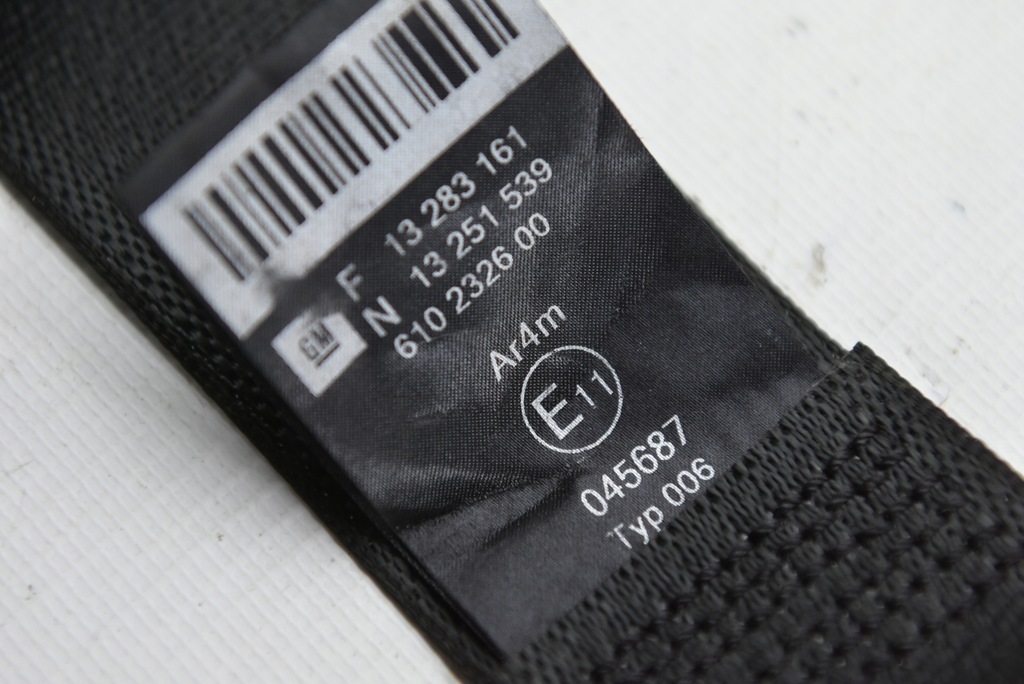 F 13 283 161
GM N 13 251 539
610 2326 00
Ar4m
E11
045687
Typ 006